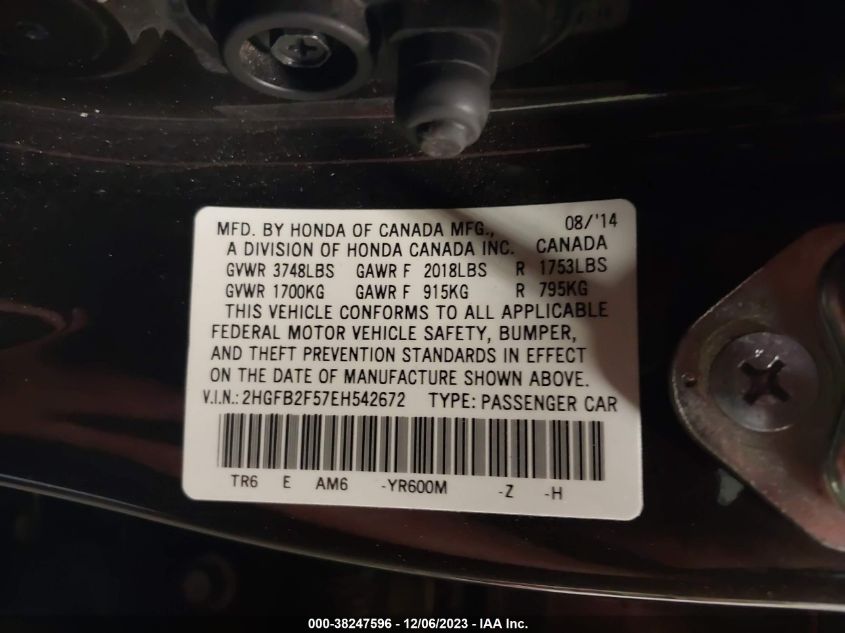 MFD. BY HONDA OF CANADA MFG., 08/'14
A DIVISION OF HONDA CANADA INC. CANADA
GVWR 3748LBS GAWR F 2018LBS R 1753LBS
GVWR 1700KG GAWR F 915KG R 795KG
THIS VEHICLE CONFORMS TO ALL APPLICABLE
FEDERAL MOTOR VEHICLE SAFETY, BUMPER,
AND THEFT PREVENTION STANDARDS IN EFFECT
ON THE DATE OF MANUFACTURE SHOWN ABOVE.
V.I.N.: 2HGFB2F57EH542672 TYPE: PASSENGER CAR
TR6 E AM6 -YR600M -Z -H
000-38247596 - 12/06/2023 - IAA Inc.